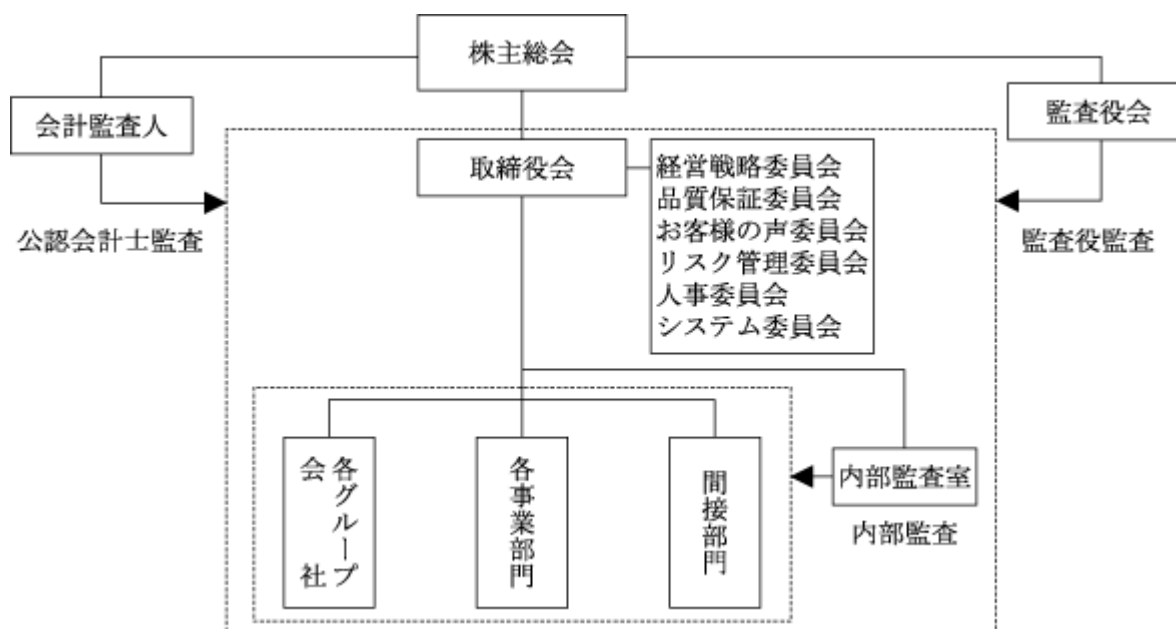 株主総会
会計監査人
監査役会
取締役会
経営戦略委員会
品質保証委員会
お客様の声委員会
リスク管理委員会
人事委員会
システム委員会
公認会計士監査
監査役監査
各グループ
会社
各事業部門
間接部門
内部監査室
内部監査